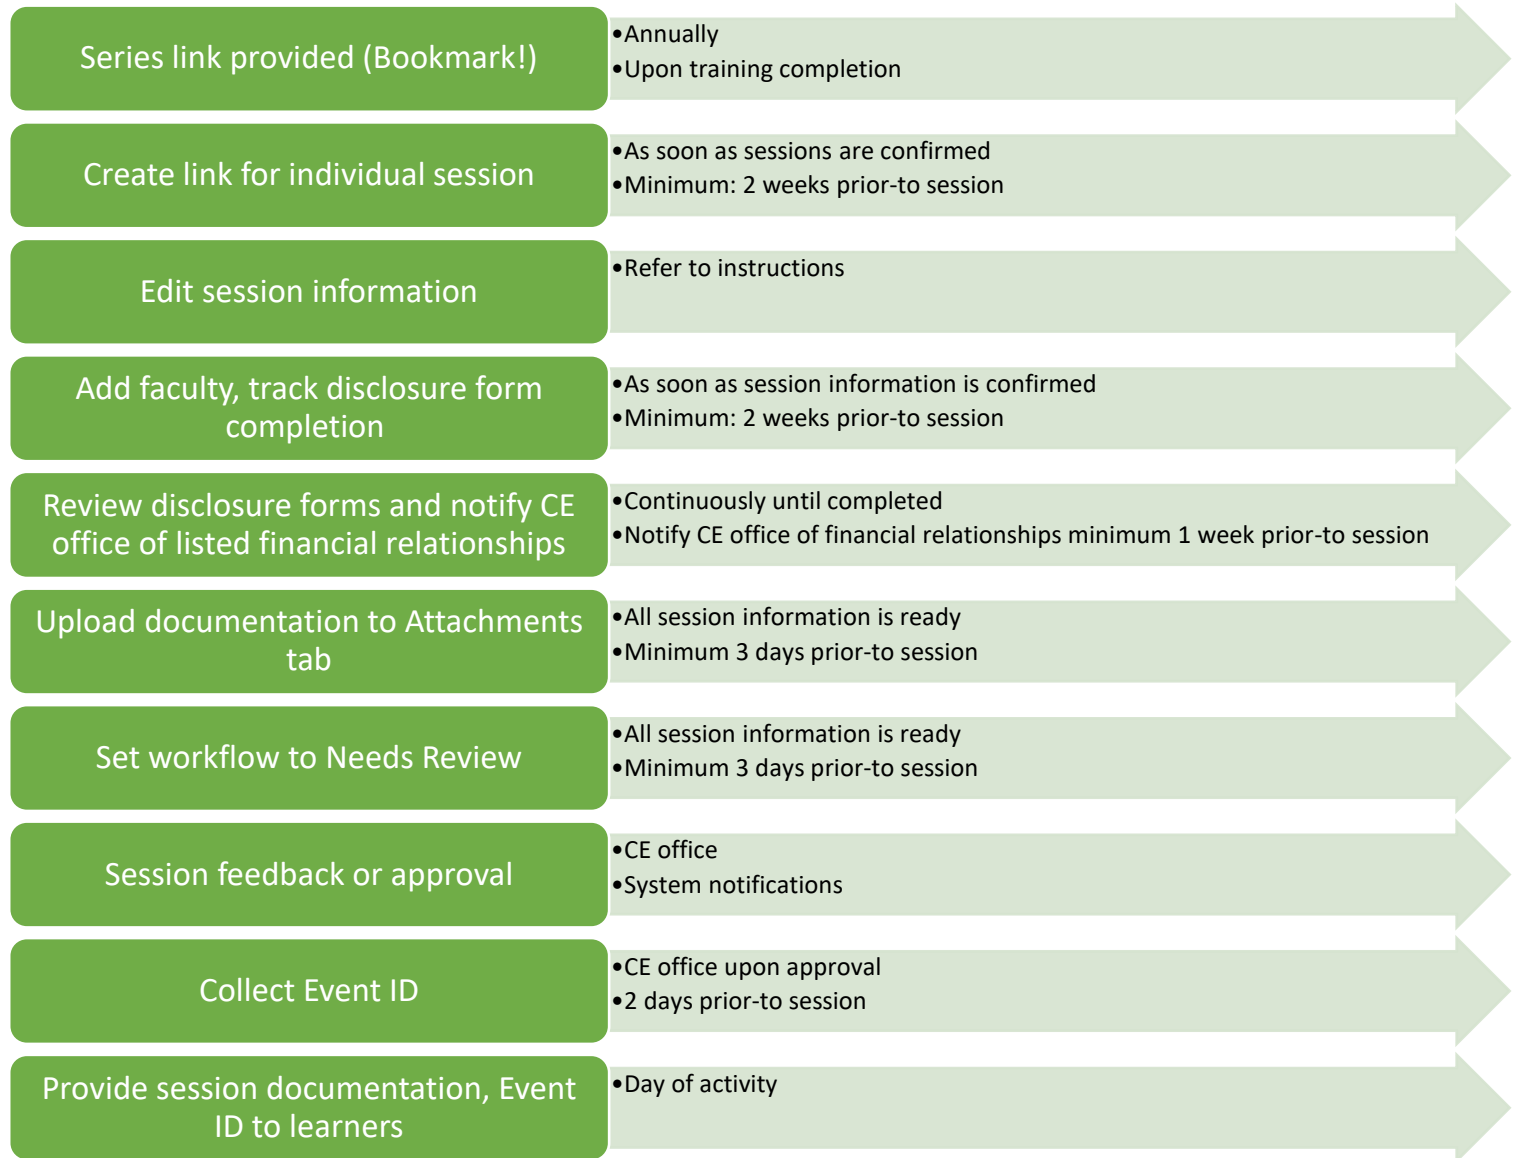 Series link provided (Bookmark!)
•Annually
•Upon training completion
Create link for individual session
•As soon as sessions are confirmed
•Minimum: 2 weeks prior-to session
Edit session information
•Refer to instructions
Add faculty, track disclosure form
completion
•As soon as session information is confirmed
•Minimum: 2 weeks prior-to session
Review disclosure forms and notify CE
office of listed financial relationships
•Continuously until completed
•Notify CE office of financial relationships minimum 1 week prior-to session
Upload documentation to Attachments
tab
•All session information is ready
•Minimum 3 days prior-to session
Set workflow to Needs Review
•All session information is ready
•Minimum 3 days prior-to session
Session feedback or approval
•CE office
•System notifications
Collect Event ID
•CE office upon approval
•2 days prior-to session
Provide session documentation, Event
ID to learners
•Day of activity